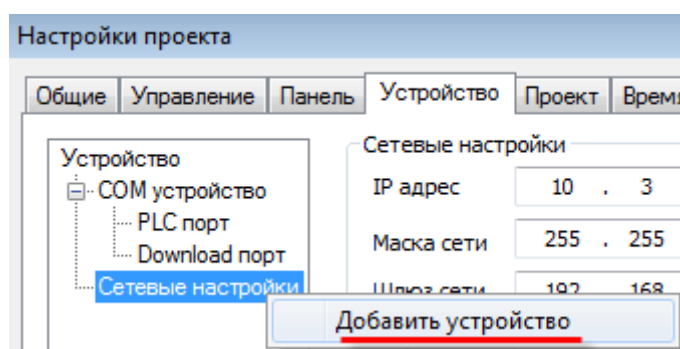 Настройки проекта
Общие Управление Панель Устройство Проект Время
Устройство
COM устройство
PLC порт
Download порт
Сетевые настройки
Сетевые настройки
IP адрес 10 . 3
Маска сети 255 . 255
Шлюз сети 192 168
Добавить устройство